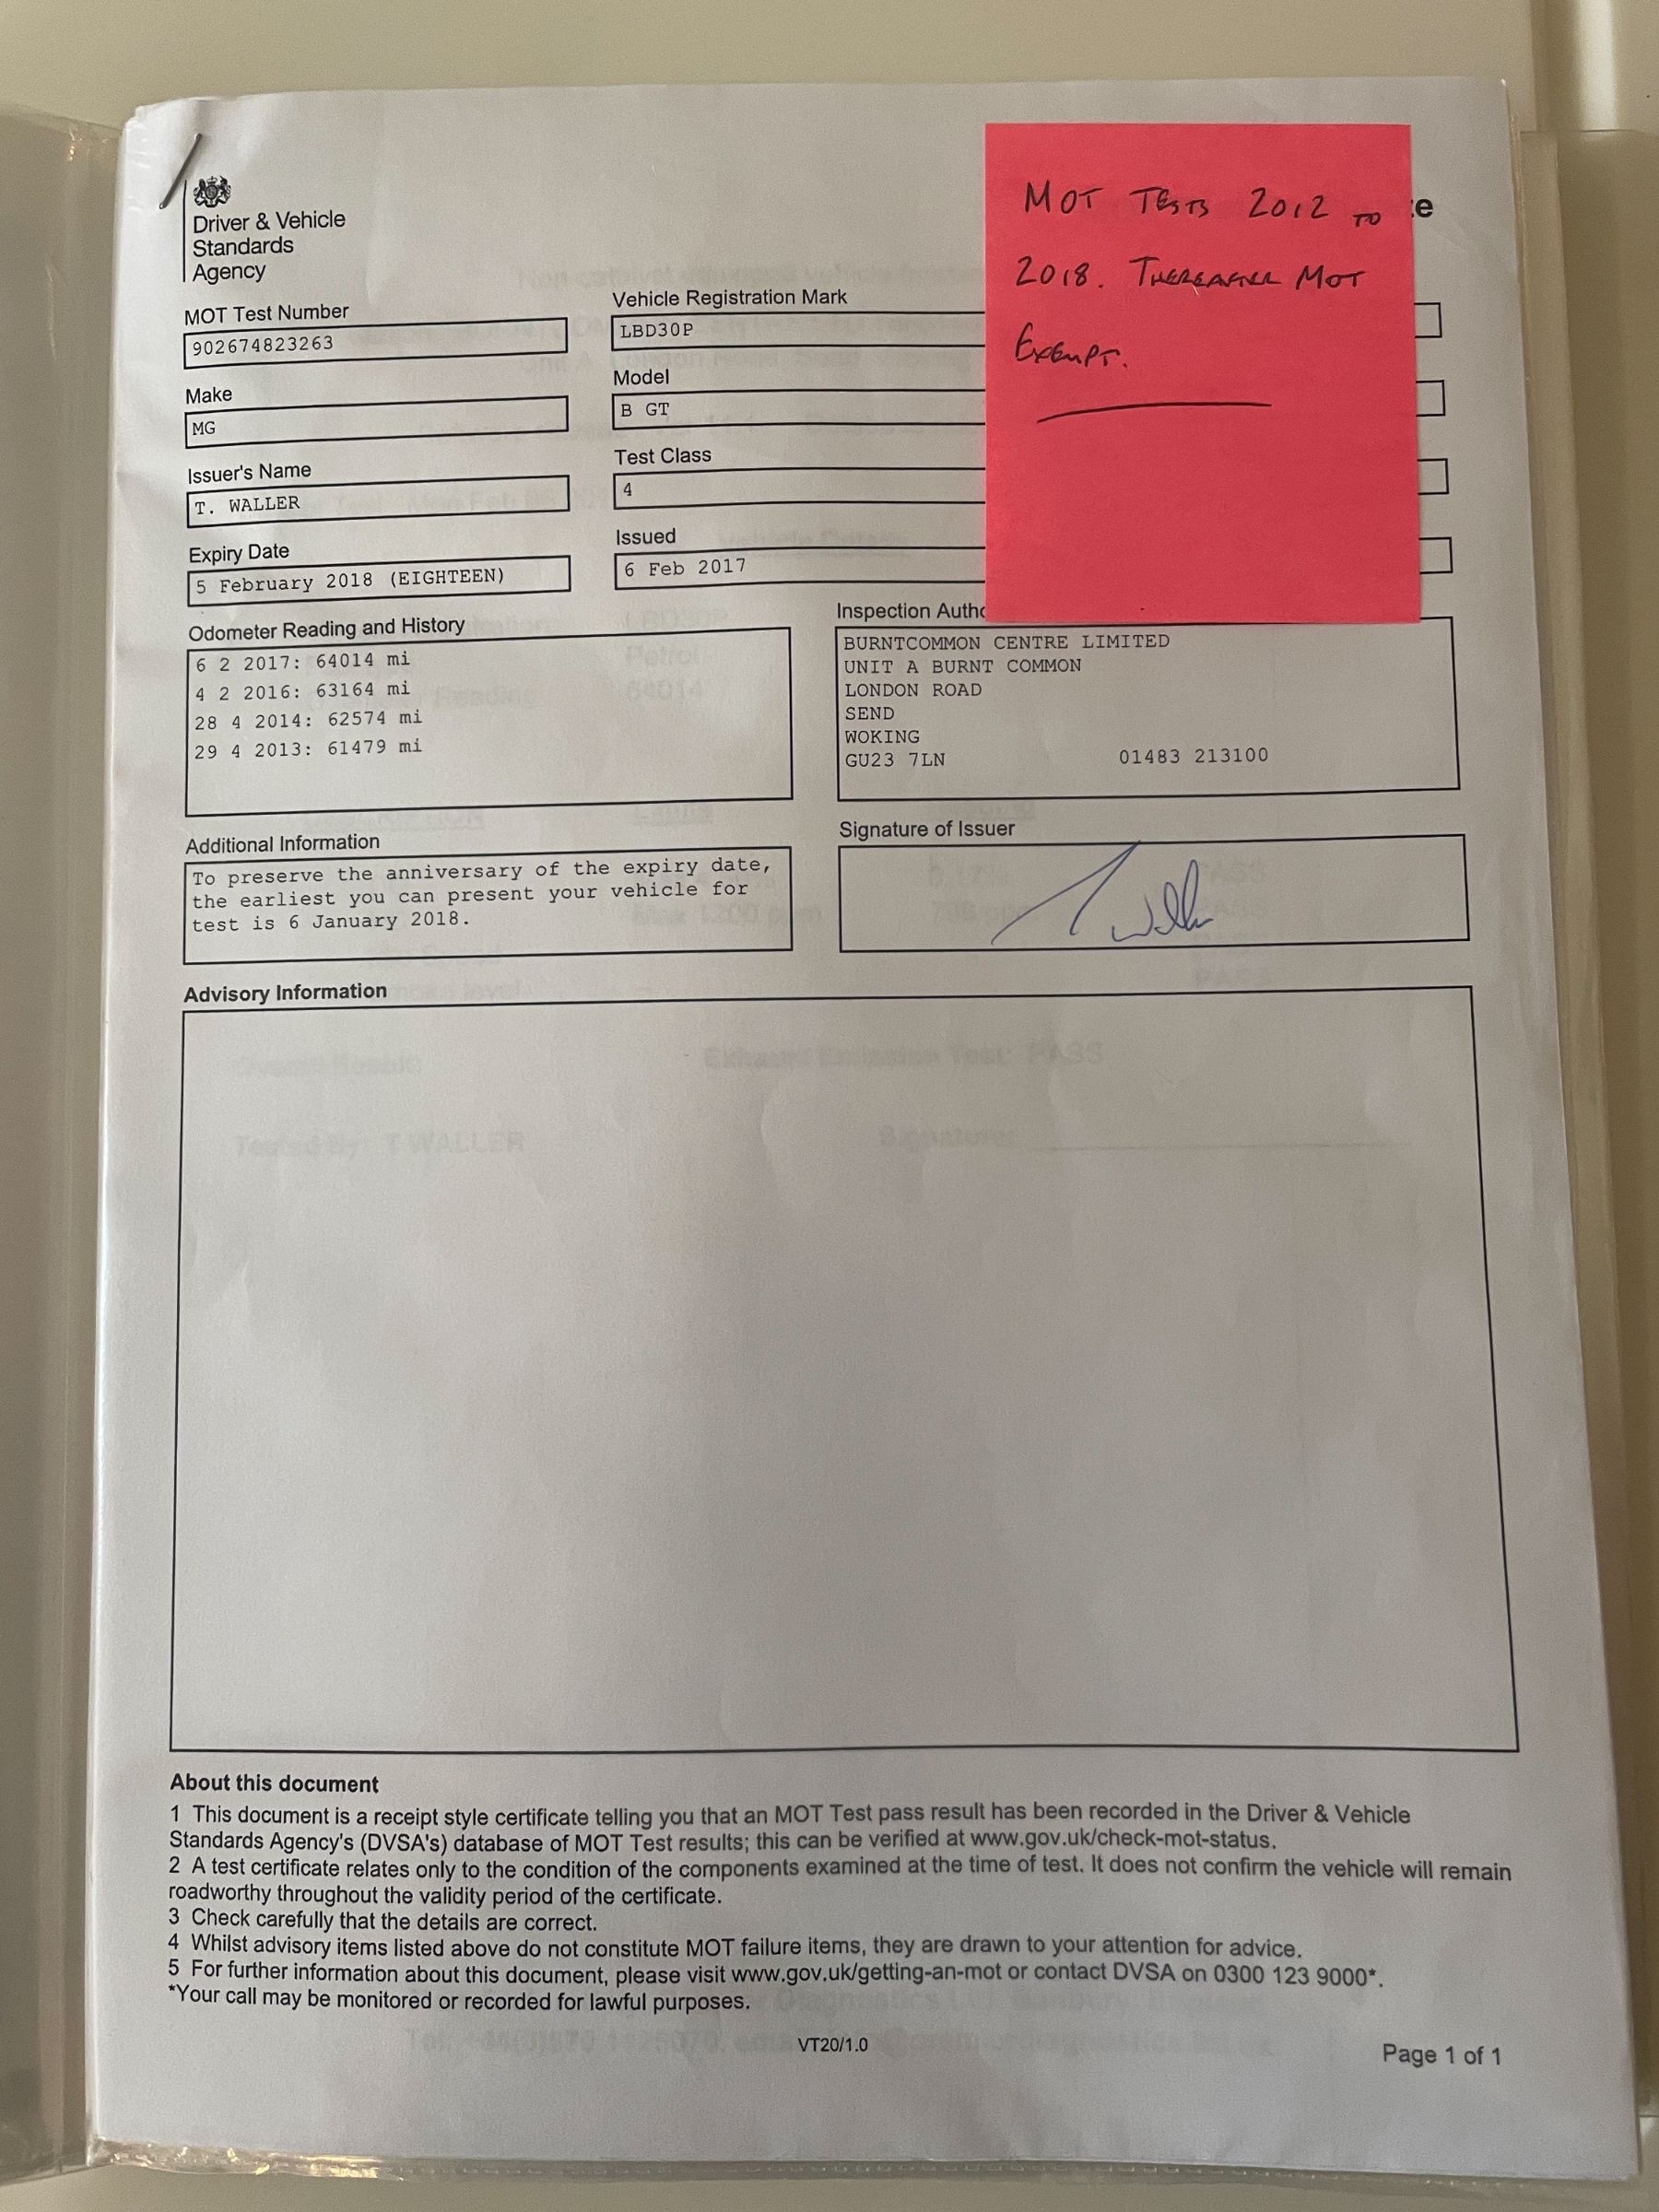 Driver & Vehicle
Standards
Agency
MOT TESTS 2012 TO
2018. THEREAFTER MOT
EXEMPT.
MOT Test Number
902674823263
Vehicle Registration Mark
LBD30P
Make
MG
Model
B GT
Issuer's Name
T. WALLER
Test Class
4
Expiry Date
5 February 2018 (EIGHTEEN)
Issued
6 Feb 2017
Odometer Reading and History
6 2 2017: 64014 mi
4 2 2016: 63164 mi
28 4 2014: 62574 mi
29 4 2013: 61479 mi
Inspection
BURNTCOMMON CENTRE LIMITED
UNIT A BURNT COMMON
LONDON ROAD
SEND
WOKING
GU23 7LN 01483 213100
Additional Information
To preserve the anniversary of the expiry date,
the earliest you can present your vehicle for
test is 6 January 2018.
Signature of Issuer
Advisory Information
Exhaust Emission Test: PASS
Tested By: T WALLER
About this document
1 This document is a receipt style certificate telling you that an MOT Test pass result has been recorded in the Driver & Vehicle
Standards Agency's (DVSA's) database of MOT Test results; this can be verified at www.gov.uk/check-mot-status.
2 A test certificate relates only to the condition of the components examined at the time of test. It does not confirm the vehicle will remain
roadworthy throughout the validity period of the certificate.
3 Check carefully that the details are correct.
4 Whilst advisory items listed above do not constitute MOT failure items, they are drawn to your attention for advice.
5 For further information about this document, please visit www.gov.uk/getting-an-mot or contact DVSA on 0300 123 9000*.
*Your call may be monitored or recorded for lawful purposes.
VT20/1.0
Page 1 of 1